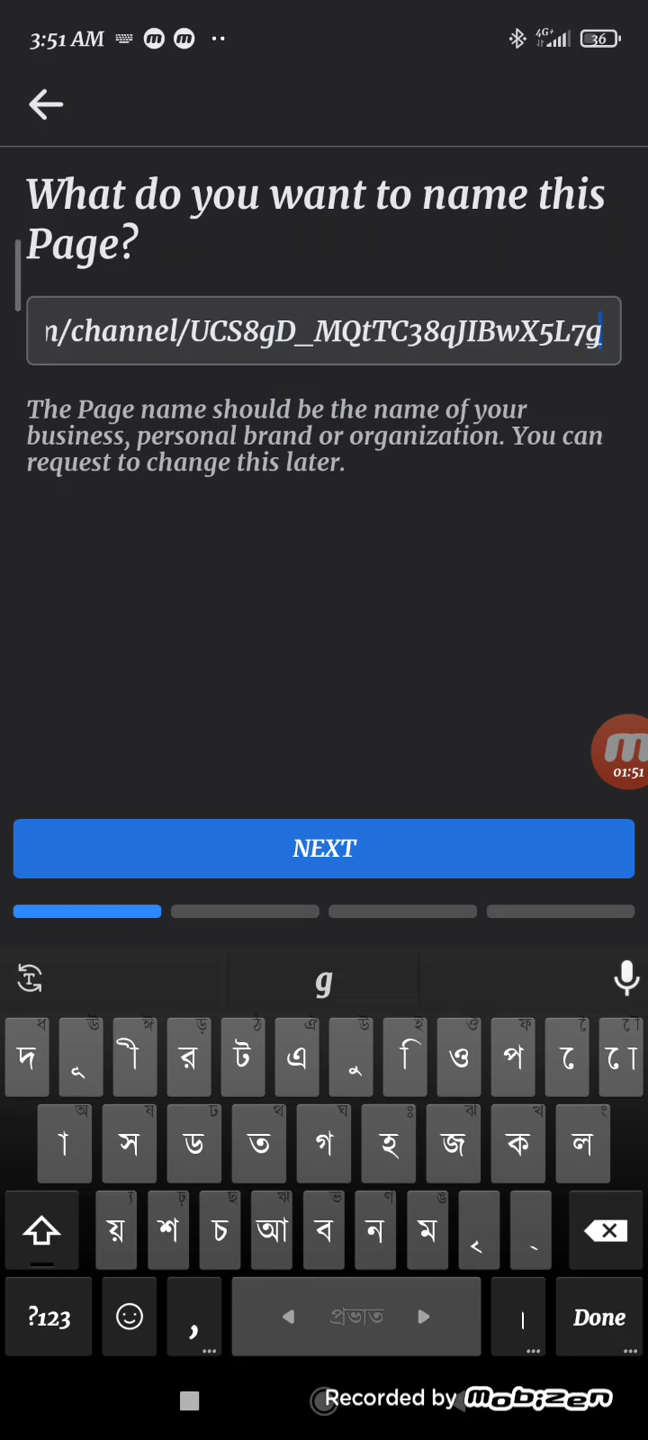 3:51 AM
4G+
36
What do you want to name this
Page?
n/channel/UCS8gD_MQtTC38qJIBwX5L7g
The Page name should be the name of your
business, personal brand or organization. You can
request to change this later.
01:51
NEXT
g
ধ ঊ ঈ ড় ঠ ঐ উ ই ঔ ফ ৈ ৌ
দ ূ ী র ট এ ু ি ও প ে ো
অ ষ ঢ থ ঘ ঃ ঝ খ ং
া স ড ত গ হ জ ক ল
য ঢ় ছ ঋ ভ ণ ঙ
য় শ চ আ ব ন ম ৃ ্
?123 , প্রভাত । Done
Recorded by mobizen